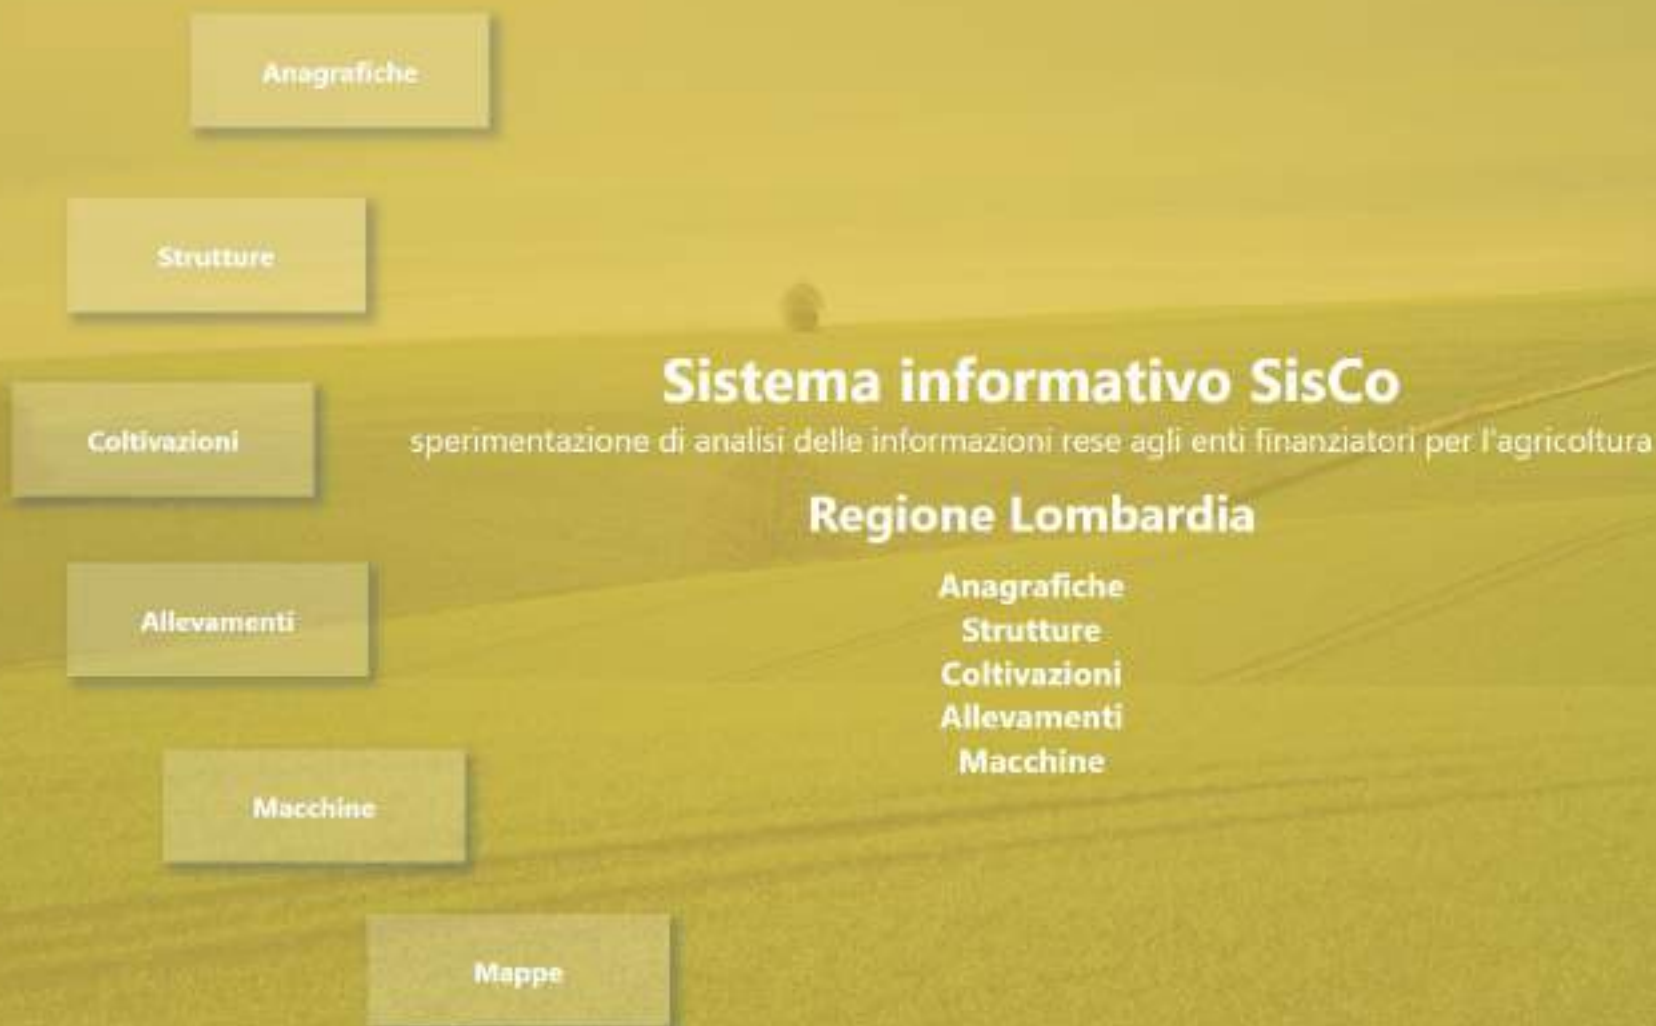 Anagrafiche
Strutture
Coltivazioni
Allevamenti
Macchine
Mappe
Sistema informativo SisCo
sperimentazione di analisi delle informazioni rese agli enti finanziatori per l'agricoltura
Regione Lombardia
Anagrafiche
Strutture
Coltivazioni
Allevamenti
Macchine